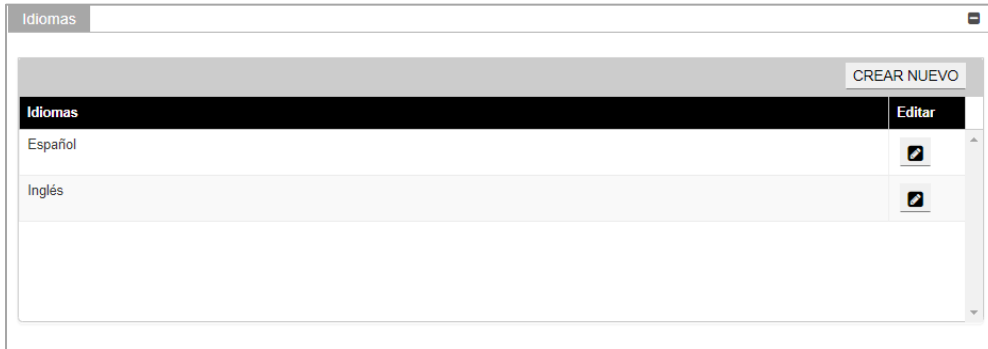 Idiomas
CREAR NUEVO
Idiomas Editar
Español
Inglés